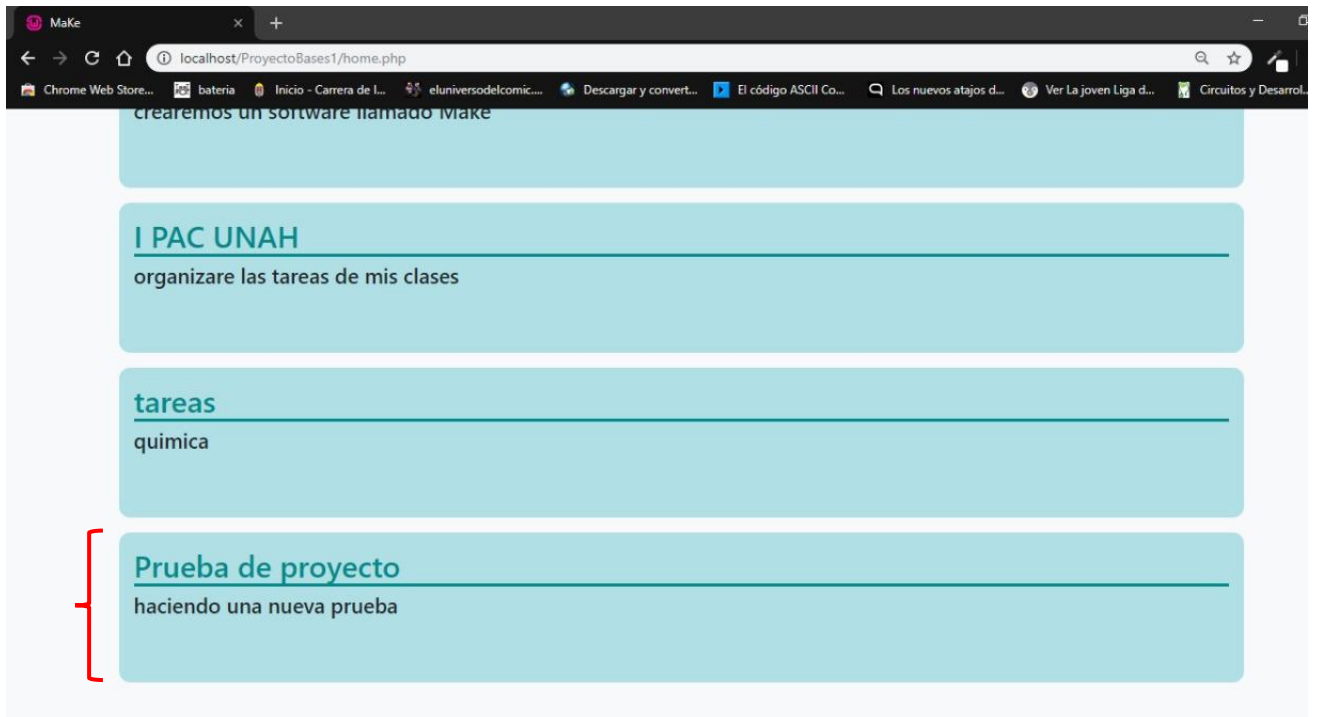 MaKe
localhost/ProyectoBases1/home.php
Chrome Web Store... bateria Inicio - Carrera de I... eluniversodelcomic.... Descargar y convert... El código ASCII Co... Los nuevos atajos d... Ver La joven Liga d... Circuitos y Desarrol..
crearemos un software llamado Make
I PAC UNAH
organizare las tareas de mis clases
tareas
quimica
Prueba de proyecto
haciendo una nueva prueba